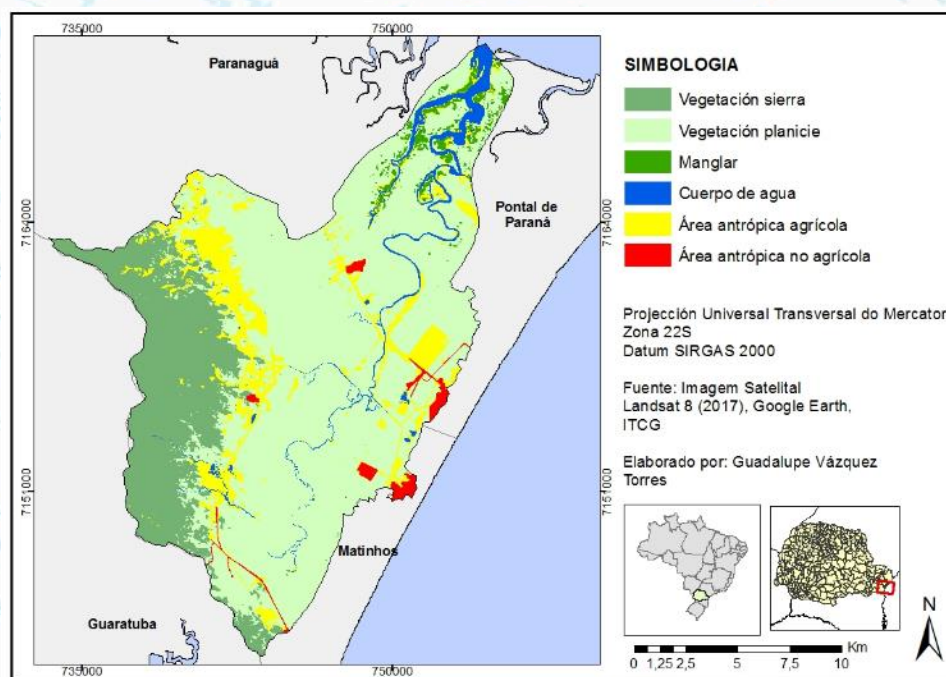 735000
750000
Paranaguà
Pontal de
Paraná
7164000
7164000
7151000
7151000
Matinhos
Guaratuba
735000
750000
SIMBOLOGIA
Vegetación sierra
Vegetación planicie
Manglar
Cuerpo de agua
Área antrópica agrícola
Área antrópica no agrícola
Projección Universal Transversal do Mercator
Zona 22S
Datum SIRGAS 2000
Fuente: Imagem Satelital
Landsat 8 (2017), Google Earth,
ITCG
Elaborado por: Guadalupe Vázquez
Torres
N
Km
0 1,25 2,5 5 7,5 10